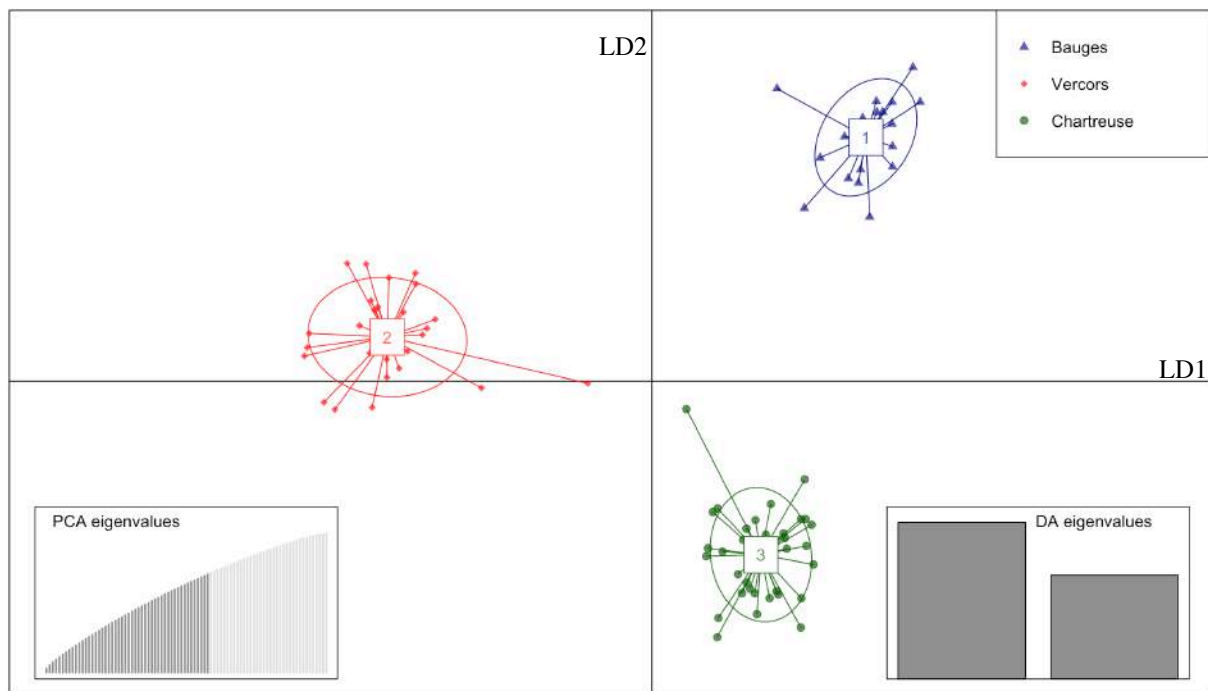 LD2
Bauges
Vercors
Chartreuse
1
2
LD1
3
PCA eigenvalues
DA eigenvalues